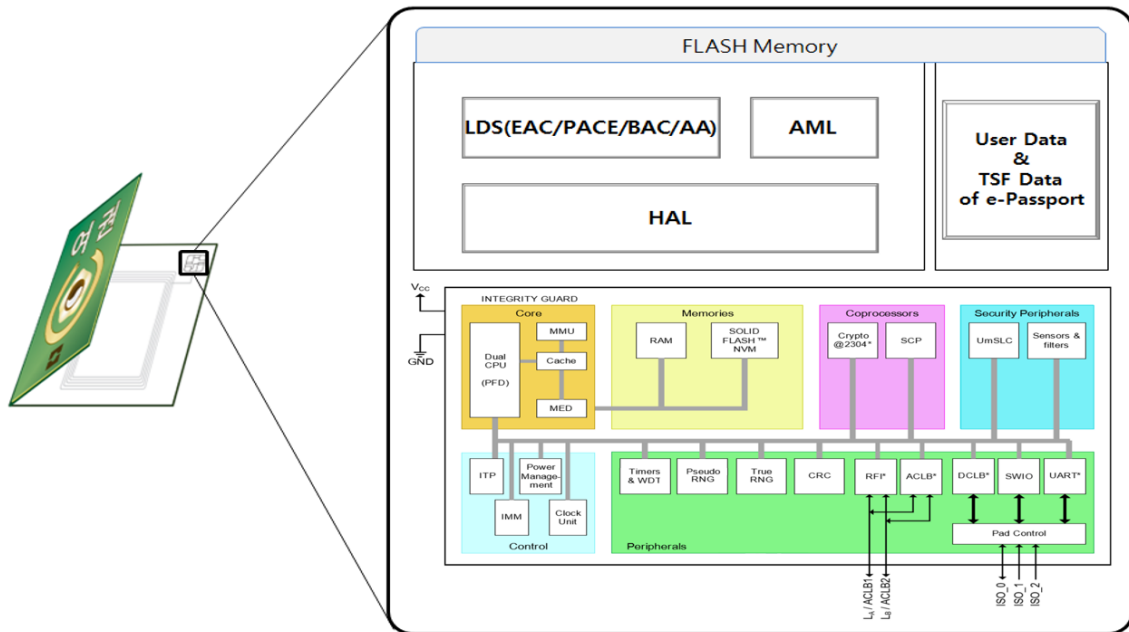 FLASH Memory
LDS(EAC/PACE/BAC/AA)
AML
HAL
User Data
&
TSF Data
of e-Passport
VCC
GND
INTEGRITY GUARD
Core
Dual
CPU
(PFD)
MMU
Cache
MED
Memories
RAM
SOLID
FLASH™
NVM
Coprocessors
Crypto
@2304*
SCP
Security Peripherals
UmSLC
Sensors &
filters
ITP
Power
Manage-
ment
IMM
Clock
Unit
Control
Timers
& WDT
Pseudo
RNG
True
RNG
CRC
RFI*
ACLB*
DCLB*
SWIO
UART*
Pad Control
Peripherals
LA / ACLB1
LB / ACLB2
ISO_0
ISO_1
ISO_2